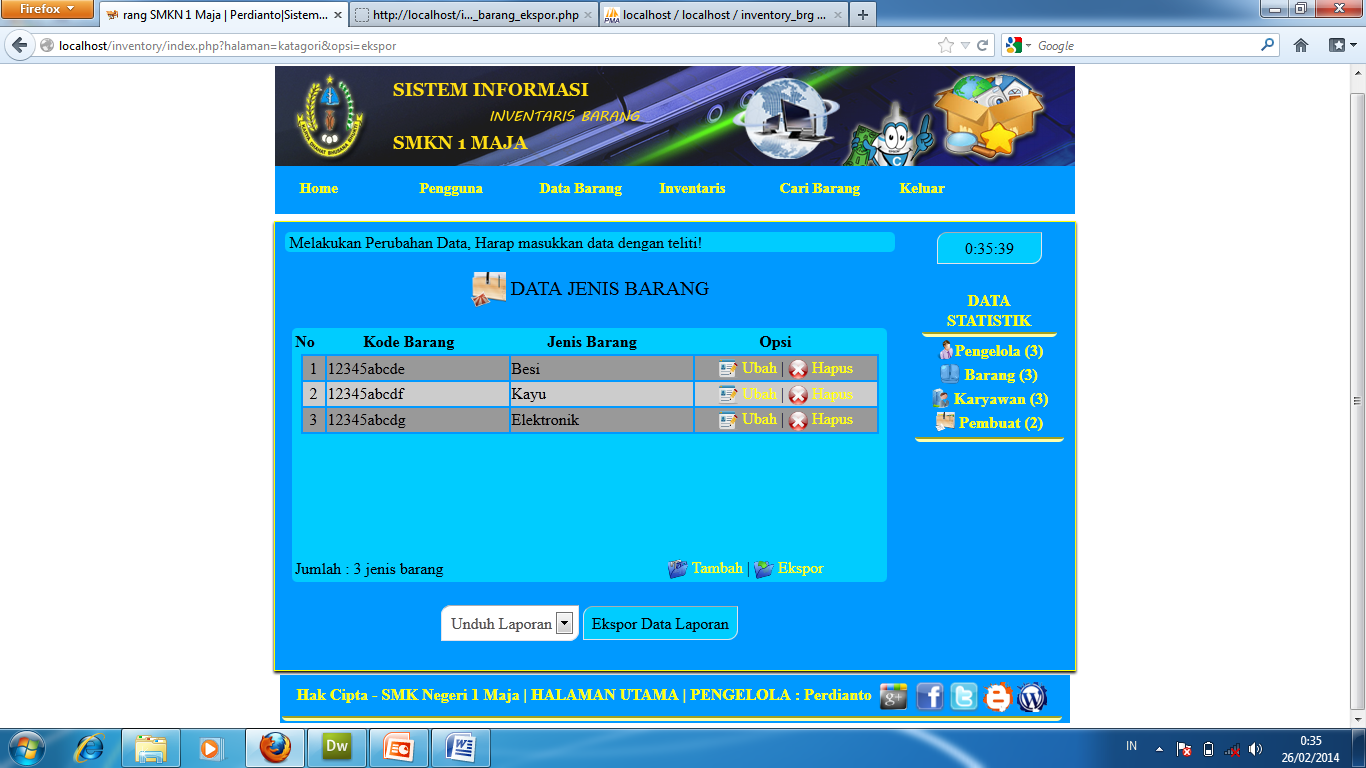 Firefox
rang SMKN 1 Maja | Perdianto|Sistem...
http://localhost/i..._barang_ekspor.php
localhost / localhost / inventory_brg ...
localhost/inventory/index.php?halaman=katagori&opsi=ekspor
Google
SISTEM INFORMASI
INVENTARIS BARANG
SMKN 1 MAJA
Home Pengguna Data Barang Inventaris Cari Barang Keluar
Melakukan Perubahan Data, Harap masukkan data dengan teliti!
0:35:39
DATA JENIS BARANG
DATA
STATISTIK
Pengelola (3)
Barang (3)
Karyawan (3)
Pembuat (2)
No Kode Barang Jenis Barang Opsi
1 12345abcde Besi Ubah | Hapus
2 12345abcdf Kayu Ubah | Hapus
3 12345abcdg Elektronik Ubah | Hapus
Jumlah : 3 jenis barang
Tambah | Ekspor
Unduh Laporan Ekspor Data Laporan
Hak Cipta - SMK Negeri 1 Maja | HALAMAN UTAMA | PENGELOLA : Perdianto
Dw
IN
0:35
26/02/2014